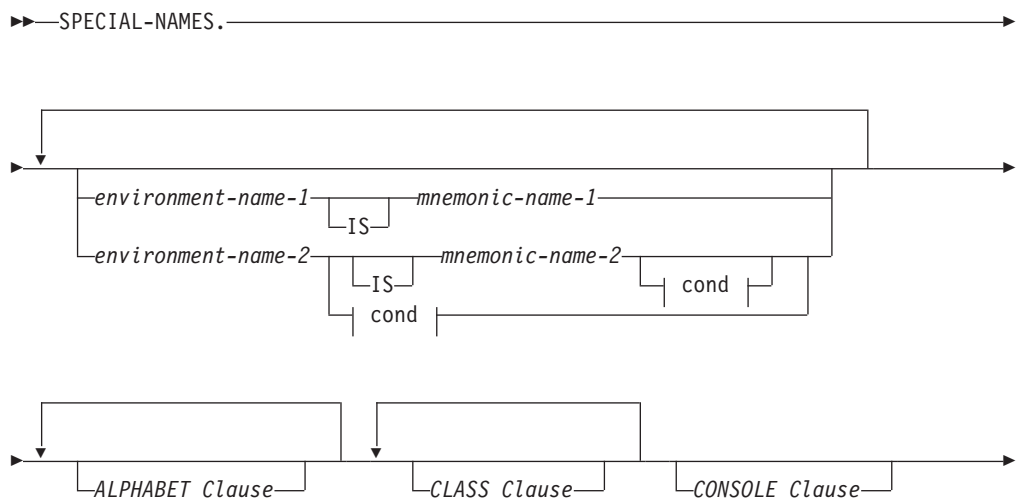 SPECIAL-NAMES.
environment-name-1 mnemonic-name-1
IS
environment-name-2 mnemonic-name-2
IS cond
cond
ALPHABET Clause CLASS Clause CONSOLE Clause